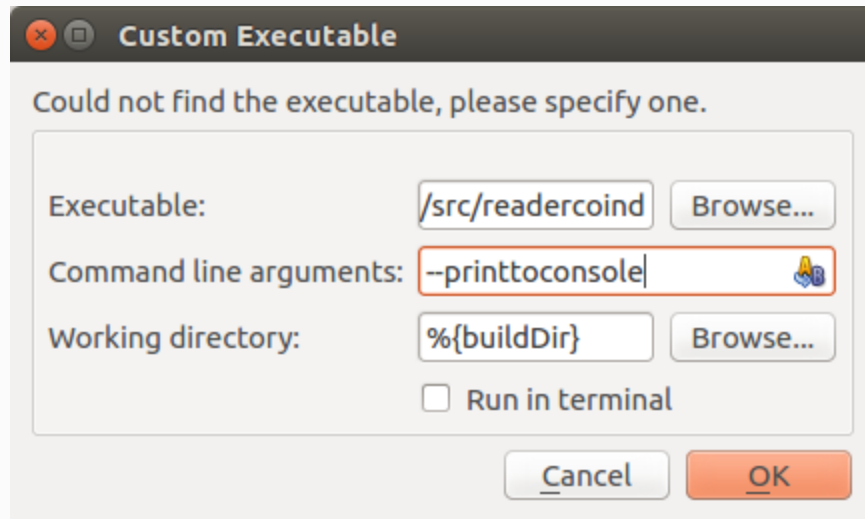 Custom Executable
Could not find the executable, please specify one.
Executable: /src/readercoind Browse...
Command line arguments: --printtoconsole
Working directory: %{buildDir} Browse...
Run in terminal
Cancel OK